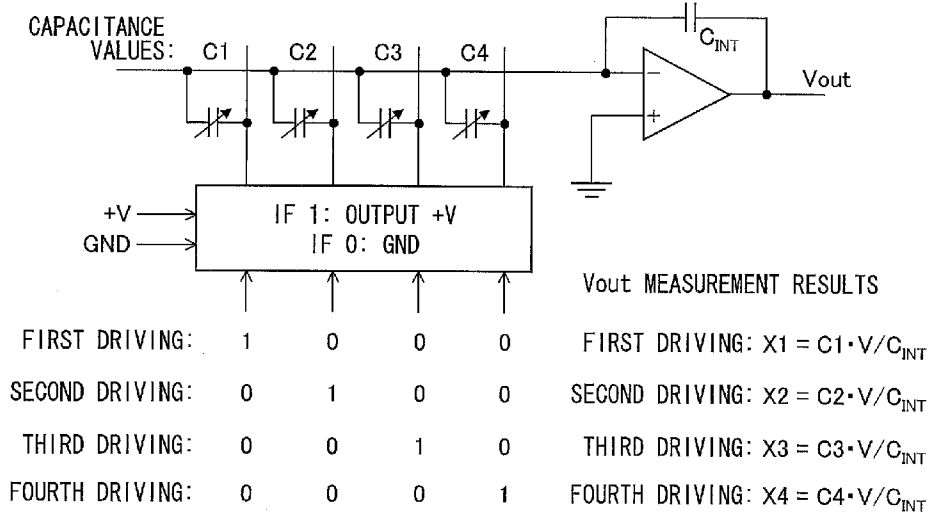 CAPACITANCE
VALUES: C1 C2 C3 C4
C_INT
−
+
Vout
+V
GND
IF 1: OUTPUT +V
IF 0: GND
Vout MEASUREMENT RESULTS
FIRST DRIVING: 1 0 0 0 FIRST DRIVING: X1 = C1·V/C_INT
SECOND DRIVING: 0 1 0 0 SECOND DRIVING: X2 = C2·V/C_INT
THIRD DRIVING: 0 0 1 0 THIRD DRIVING: X3 = C3·V/C_INT
FOURTH DRIVING: 0 0 0 1 FOURTH DRIVING: X4 = C4·V/C_INT